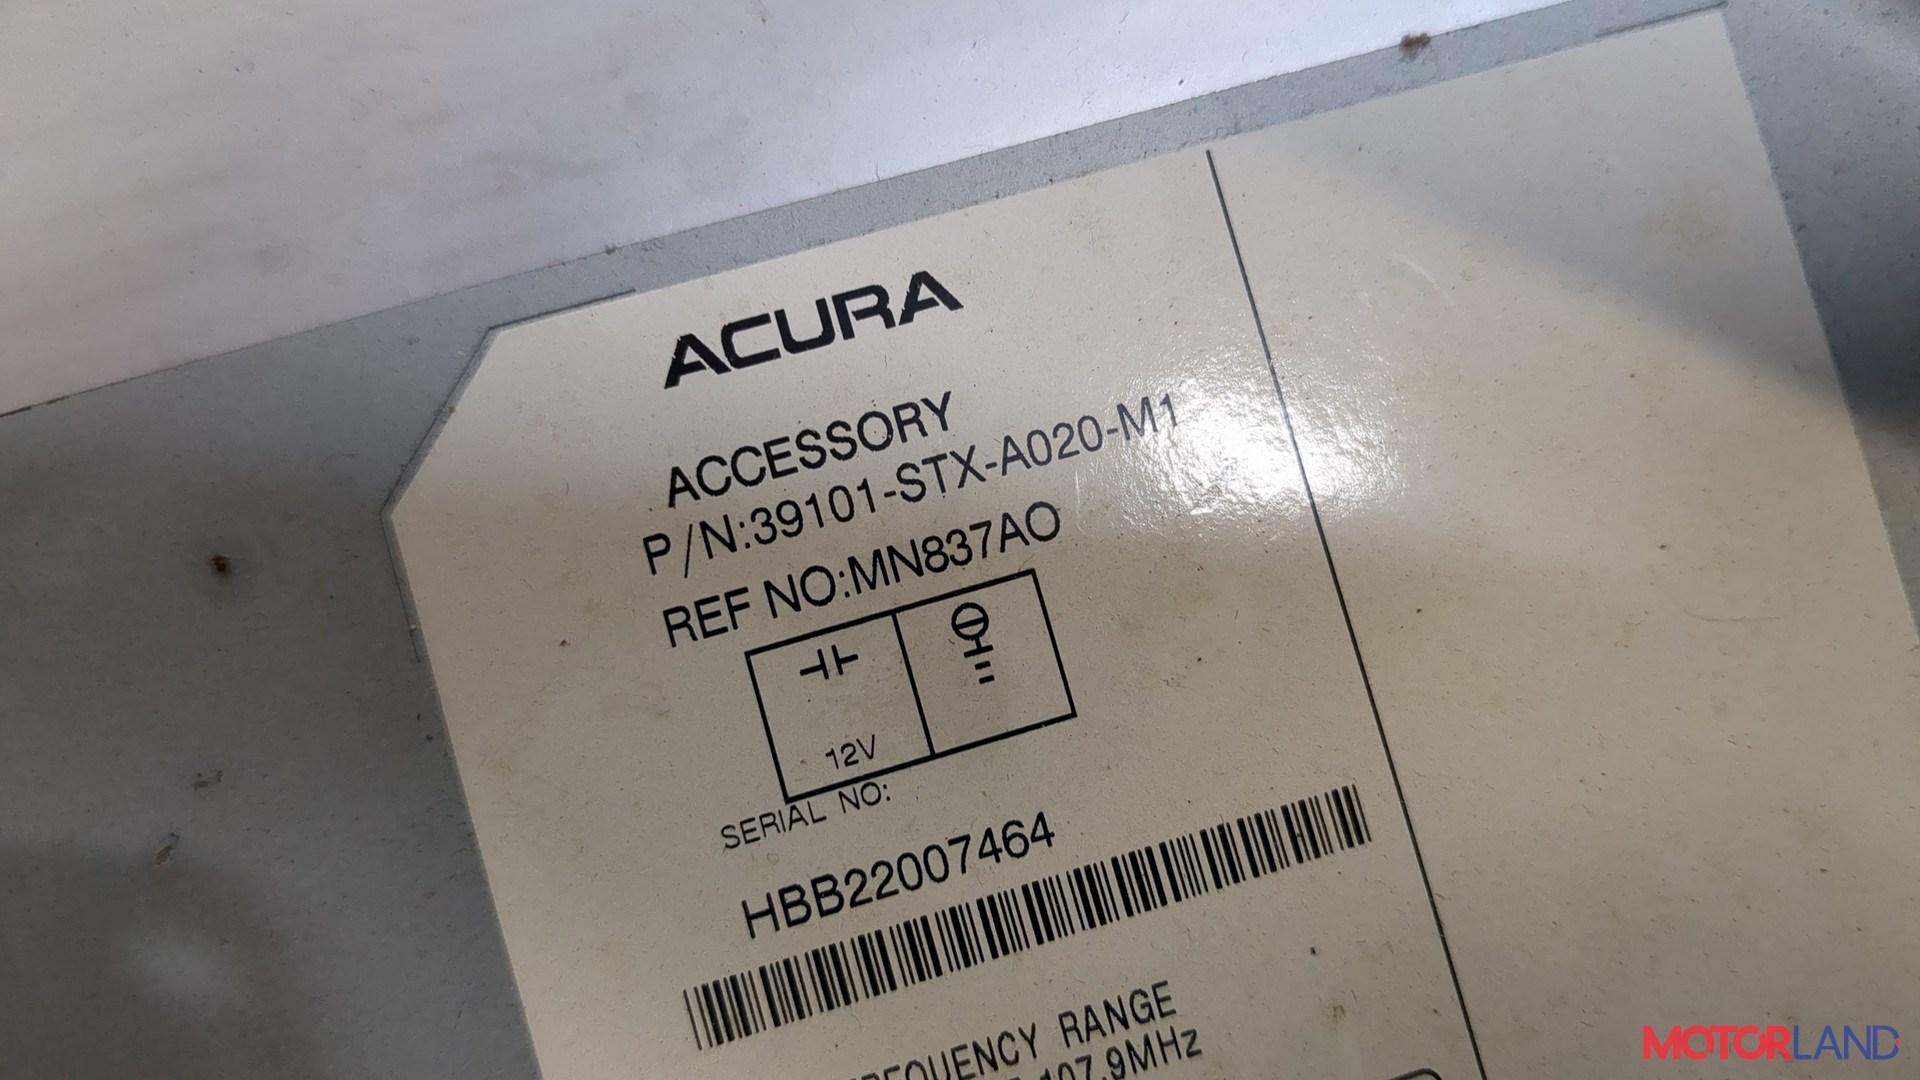 ACURA
ACCESSORY
P/N:39101-STX-A020-M1
REF NO:MN837AO
12V
SERIAL NO:
HBB22007464
FREQUENCY RANGE
107.9MHz
MOTORLAND